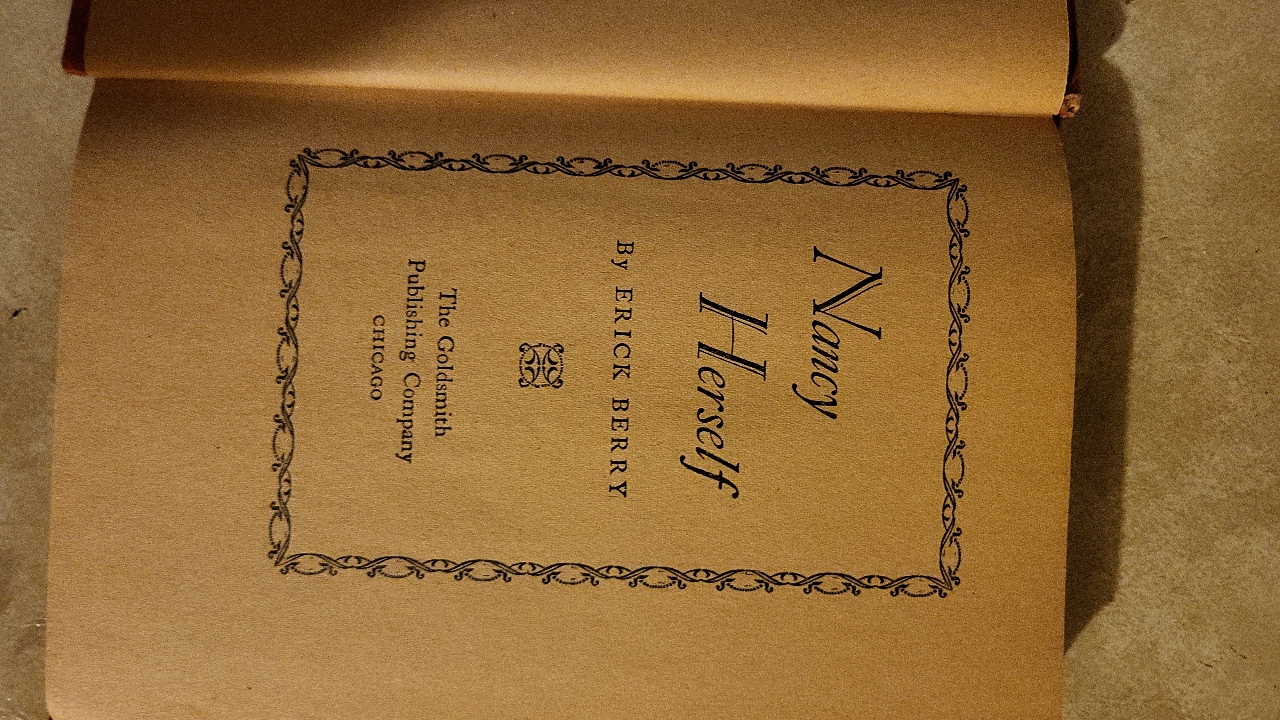 Nancy
Herself
By ERICK BERRY
The Goldsmith
Publishing Company
CHICAGO